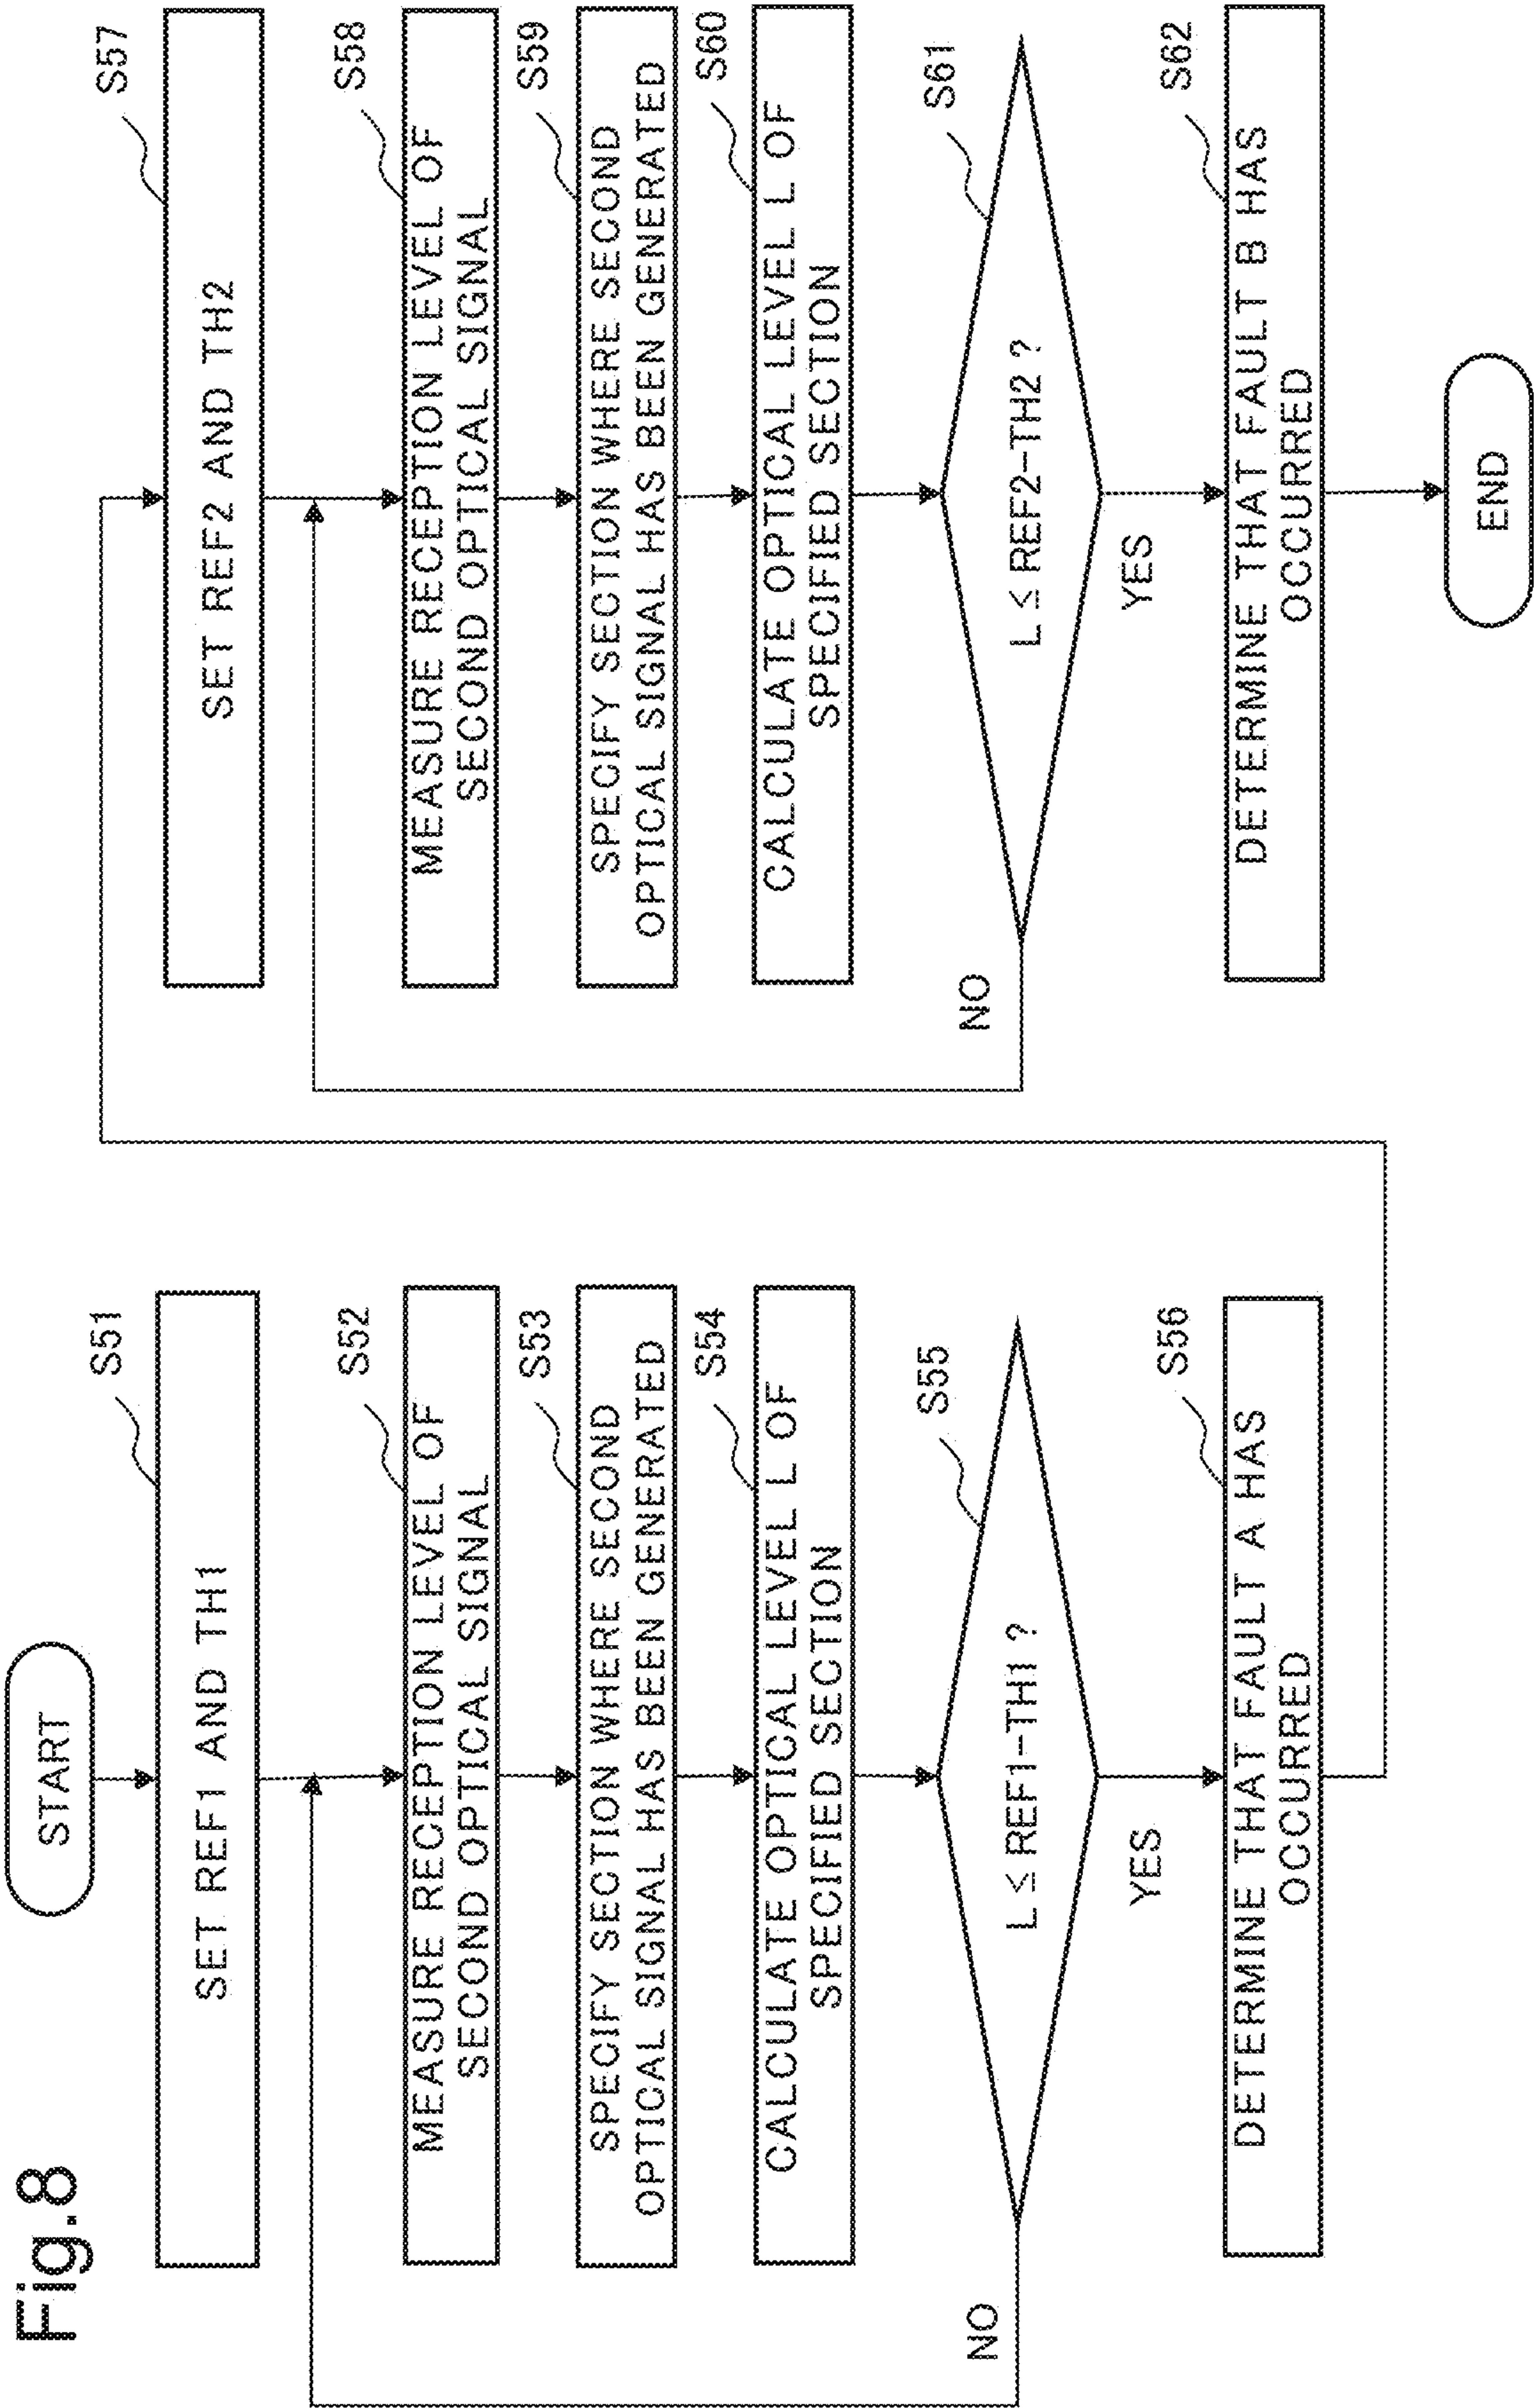 Fig.8
START
S51
SET REF1 AND TH1
S52
MEASURE RECEPTION LEVEL OF
SECOND OPTICAL SIGNAL
S53
SPECIFY SECTION WHERE SECOND
OPTICAL SIGNAL HAS BEEN GENERATED
S54
CALCULATE OPTICAL LEVEL L OF
SPECIFIED SECTION
S55
L ≤ REF1-TH1 ?
NO
YES
S56
DETERMINE THAT FAULT A HAS
OCCURRED
S57
SET REF2 AND TH2
S58
MEASURE RECEPTION LEVEL OF
SECOND OPTICAL SIGNAL
S59
SPECIFY SECTION WHERE SECOND
OPTICAL SIGNAL HAS BEEN GENERATED
S60
CALCULATE OPTICAL LEVEL L OF
SPECIFIED SECTION
S61
L ≤ REF2-TH2 ?
NO
YES
S62
DETERMINE THAT FAULT B HAS
OCCURRED
END